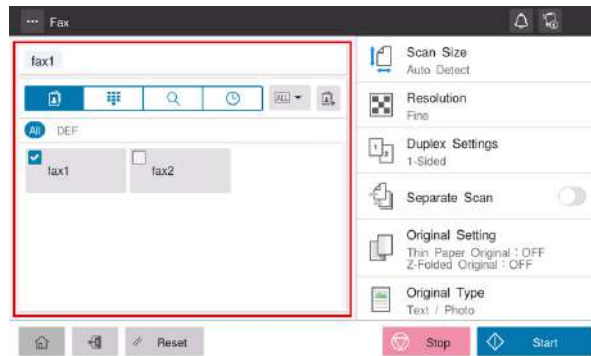 Fax
fax1
ALL
All DEF
fax1
fax2
Scan Size
Auto Detect
Resolution
Fine
Duplex Settings
1-Sided
Separate Scan
Original Setting
Thin Paper Original : OFF
Z-Folded Original : OFF
Original Type
Text / Photo
Reset
Stop
Start